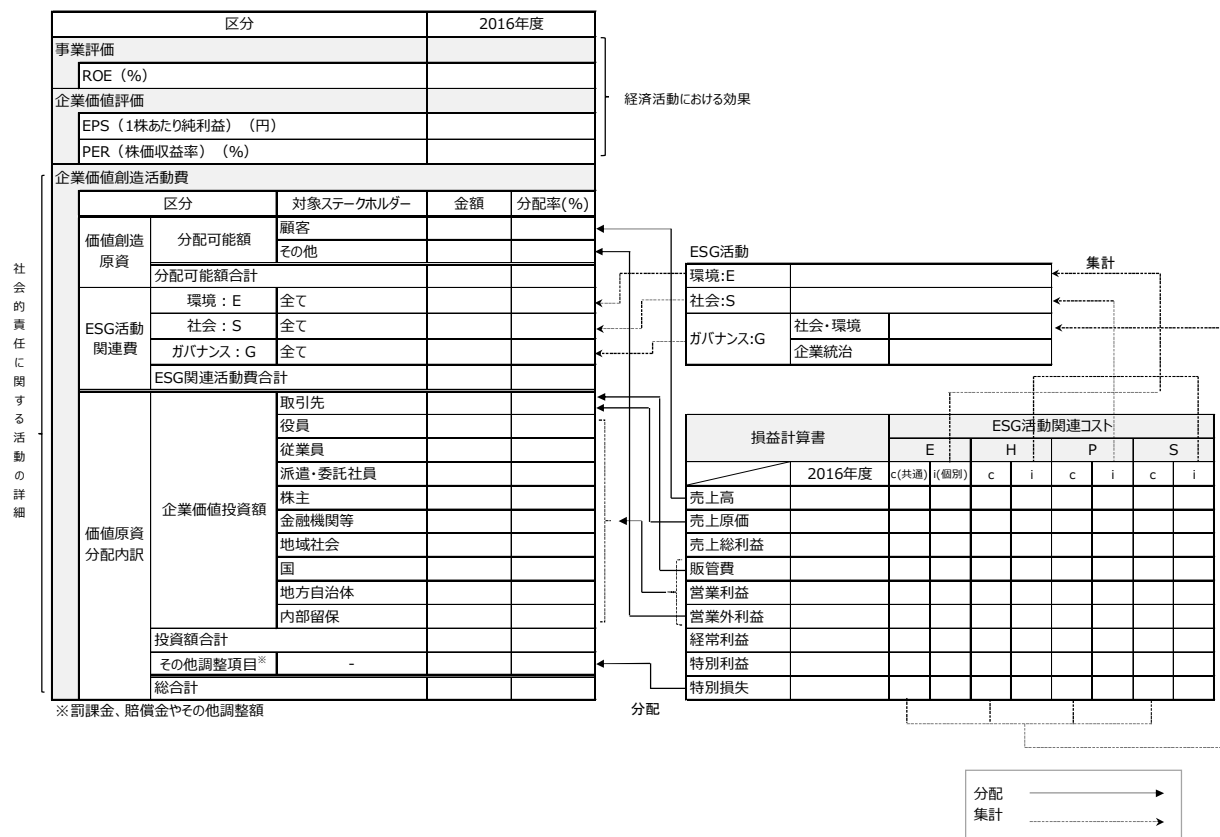 区分 2016年度
事業評価
ROE（%）
企業価値評価
EPS（1株あたり純利益）（円）
PER（株価収益率）（%）
経済活動における効果
企業価値創造活動費
区分 対象ステークホルダー 金額 分配率(%)
価値創造原資
分配可能額
顧客
その他
分配可能額合計
ESG活動関連費
環境：E 全て
社会：S 全て
ガバナンス：G 全て
ESG関連活動費合計
価値原資分配内訳
企業価値投資額
取引先
役員
従業員
派遣・委託社員
株主
金融機関等
地域社会
国
地方自治体
内部留保
投資額合計
その他調整項目※ -
総合計
※罰課金、賠償金やその他調整額
社会的責任に関する活動の詳細
ESG活動
集計
環境:E
社会:S
ガバナンス:G
社会・環境
企業統治
損益計算書 ESG活動関連コスト
E H P S
2016年度 c(共通) i(個別) c i c i c i
売上高
売上原価
売上総利益
販管費
営業利益
営業外利益
経常利益
特別利益
特別損失
分配
分配
集計